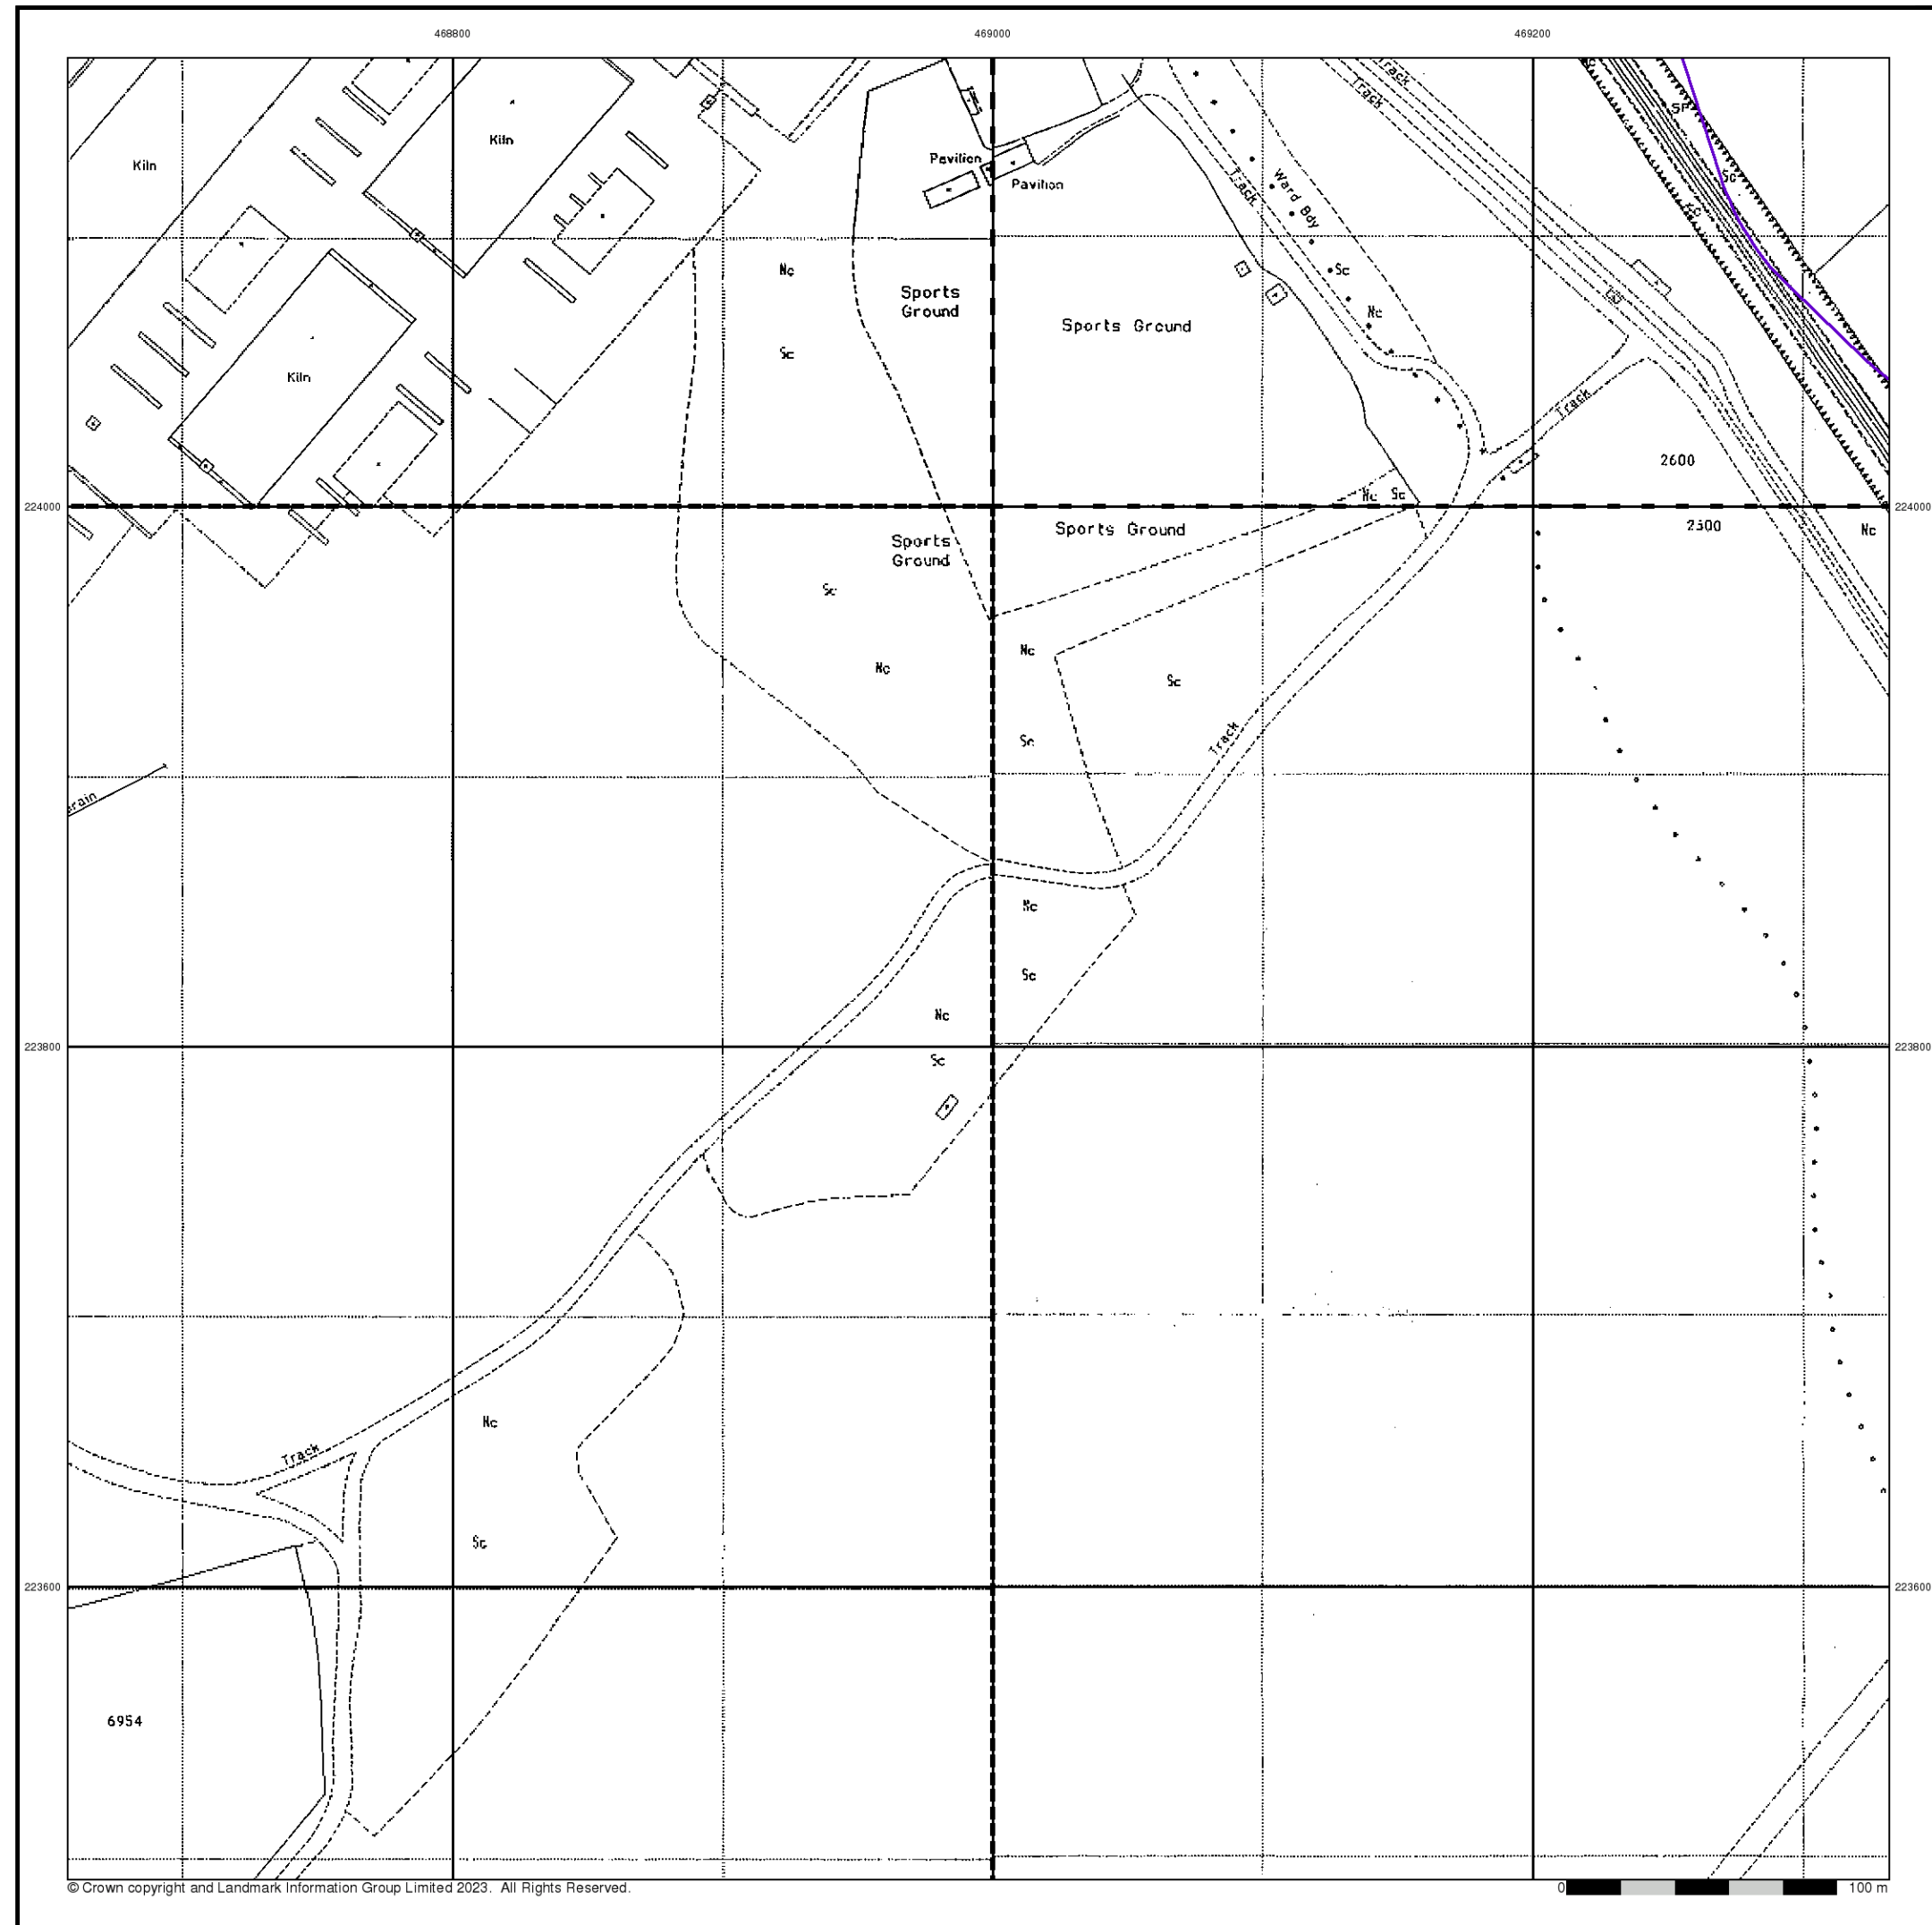 468800 469000 469200
Track
Track
SP
Kiln
Kiln
Pavilion
Pavilion
SG
Track
Ward Bdy
Nc
Sc
Sports
Ground
Sports Ground
Nc
Sc
Kiln
Track
2600
Nc Sc
224000
224000
Sports Ground
2500
Nc
Sports
Ground
Sc
Nc
Nc
Sc
Track
Sc
rain
Nc
Sc
Nc
223800
223800
Sc
Nc
Track
Sc
223600
223600
6954
© Crown copyright and Landmark Information Group Limited 2023. All Rights Reserved.
0 100 m